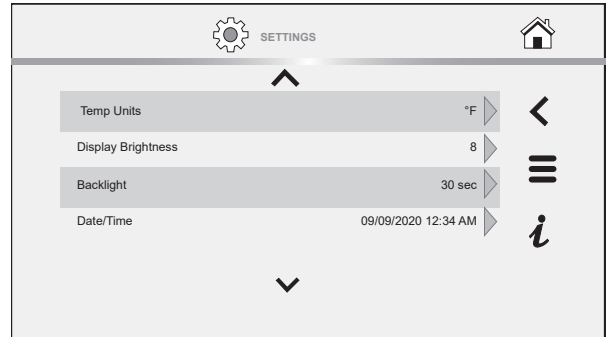 SETTINGS
Temp Units °F
Display Brightness 8
Backlight 30 sec
Date/Time 09/09/2020 12:34 AM
i